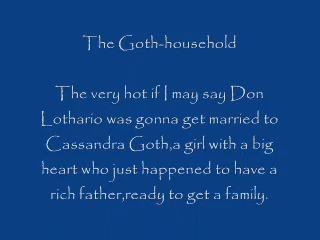 The Goth-household
The very hot if I may say Don
Lothario was gonna get married to
Cassandra Goth,a girl with a big
heart who just happened to have a
rich father,ready to get a family.